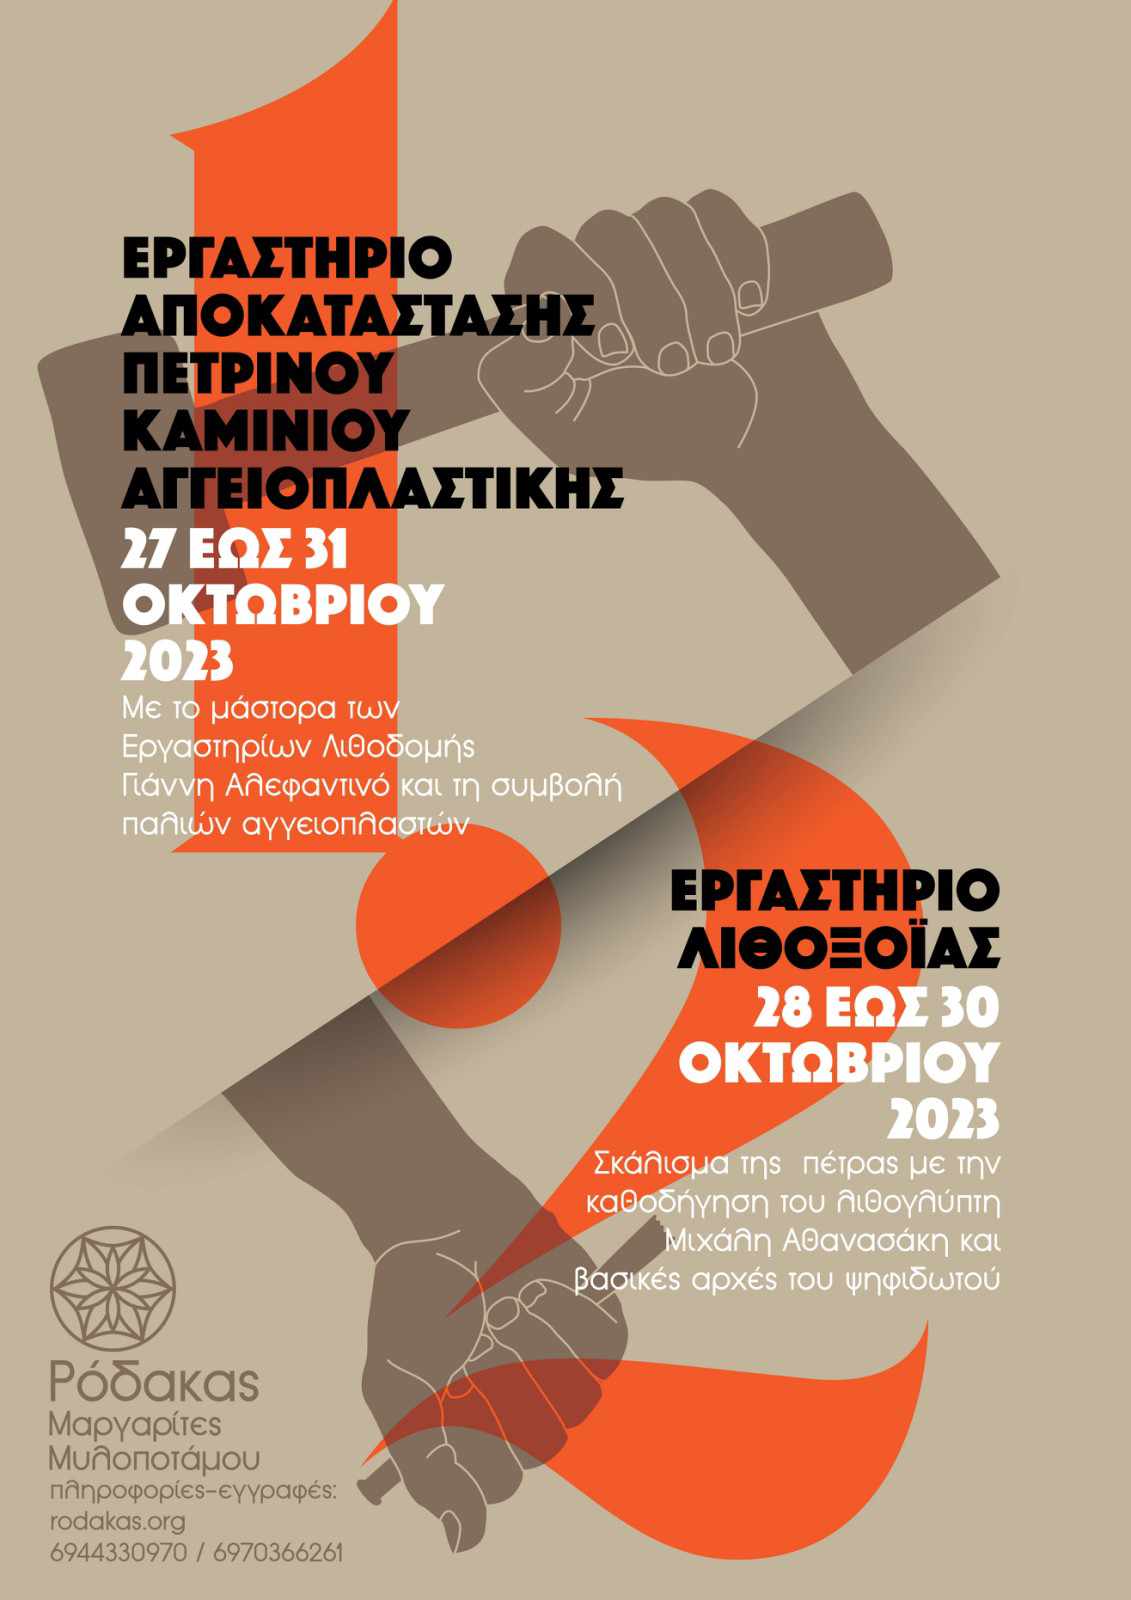 1.
ΕΡΓΑΣΤΗΡΙΟ
ΑΠΟΚΑΤΑΣΤΑΣΗΣ
ΠΕΤΡΙΝΟΥ
ΚΑΜΙΝΙΟΥ
ΑΓΓΕΙΟΠΛΑΣΤΙΚΗΣ
27 ΕΩΣ 31
ΟΚΤΩΒΡΙΟΥ
2023
Με το μάστορα των
Εργαστηρίων Λιθοδομής
Γιάννη Αλεφαντινό και τη συμβολή
παλιών αγγειοπλαστών
2
ΕΡΓΑΣΤΗΡΙΟ
ΛΙΘΟΞΟΪΑΣ
28 ΕΩΣ 30
ΟΚΤΩΒΡΙΟΥ
2023
Σκάλισμα της πέτρας με την
καθοδήγηση του λιθογλύπτη
Μιχάλη Αθανασάκη και
βασικές αρχές του ψηφιδωτού
Ρόδακας
Μαργαρίτες
Μυλοποτάμου
πληροφορίες-εγγραφές:
rodakas.org
6944330970 / 6970366261